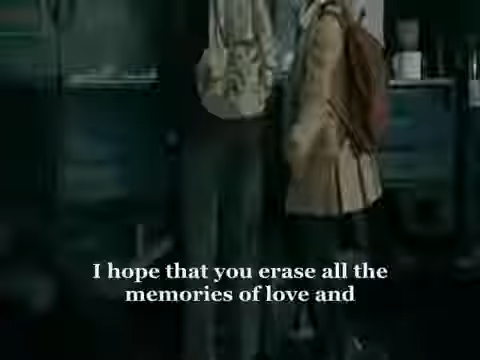 I hope that you erase all the
memories of love and